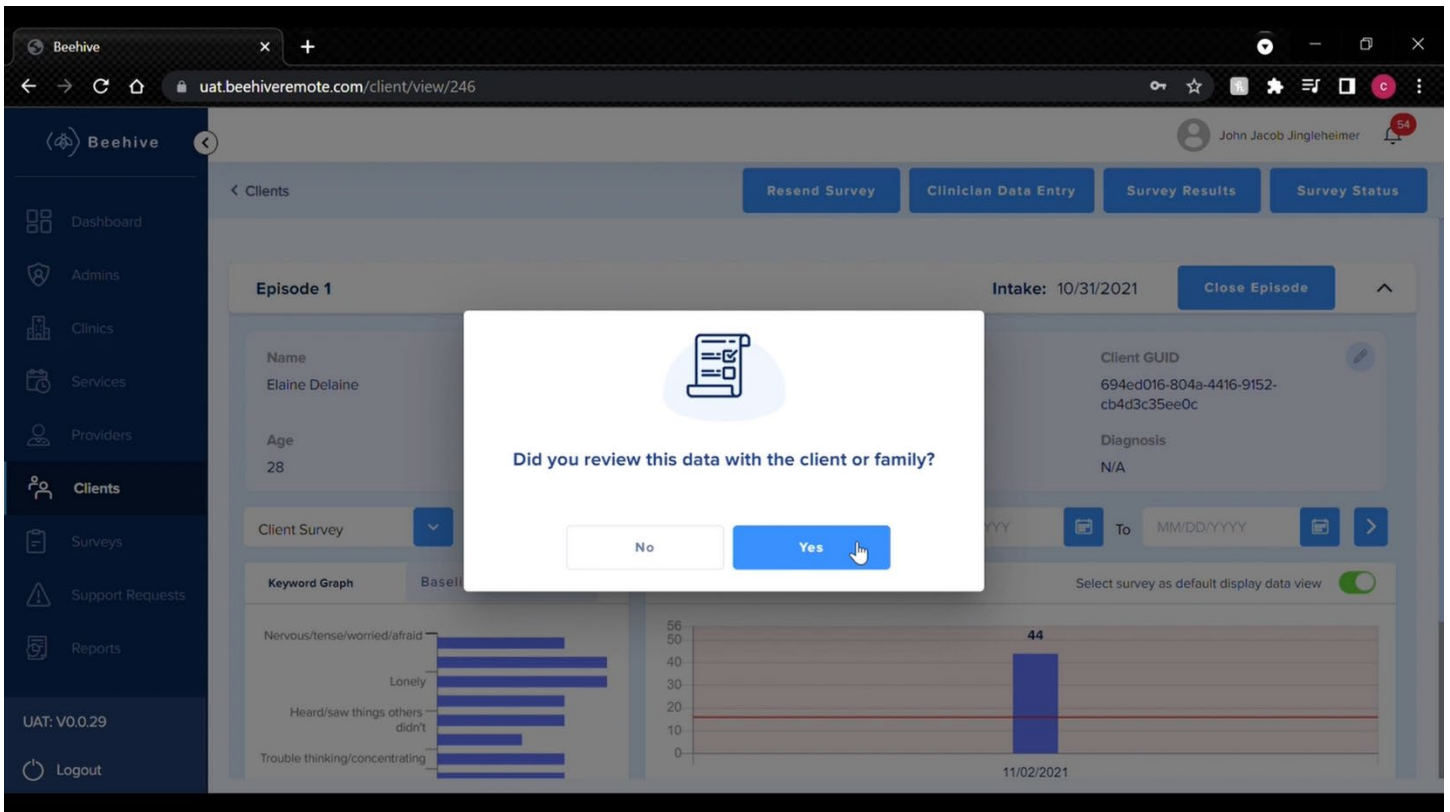 Beehive
uat.beehiveremote.com/client/view/246
C
Beehive
John Jacob Jingleheimer
54
Clients
Resend Survey
Clinician Data Entry
Survey Results
Survey Status
Dashboard
Admins
Clinics
Services
Providers
Clients
Surveys
Support Requests
Reports
UAT: V0.0.29
Logout
Episode 1
Intake: 10/31/2021
Close Episode
Name
Elaine Delaine
Client GUID
694ed016-804a-4416-9152-
cb4d3c35ee0c
Age
28
Diagnosis
N/A
Did you review this data with the client or family?
No
Yes
Client Survey
To
MM/DD/YYYY
Keyword Graph
Select survey as default display data view
Nervous/tense/worried/afraid
Lonely
Heard/saw things others
didn't
Trouble thinking/concentrating
56
50
40
30
20
10
0
44
11/02/2021